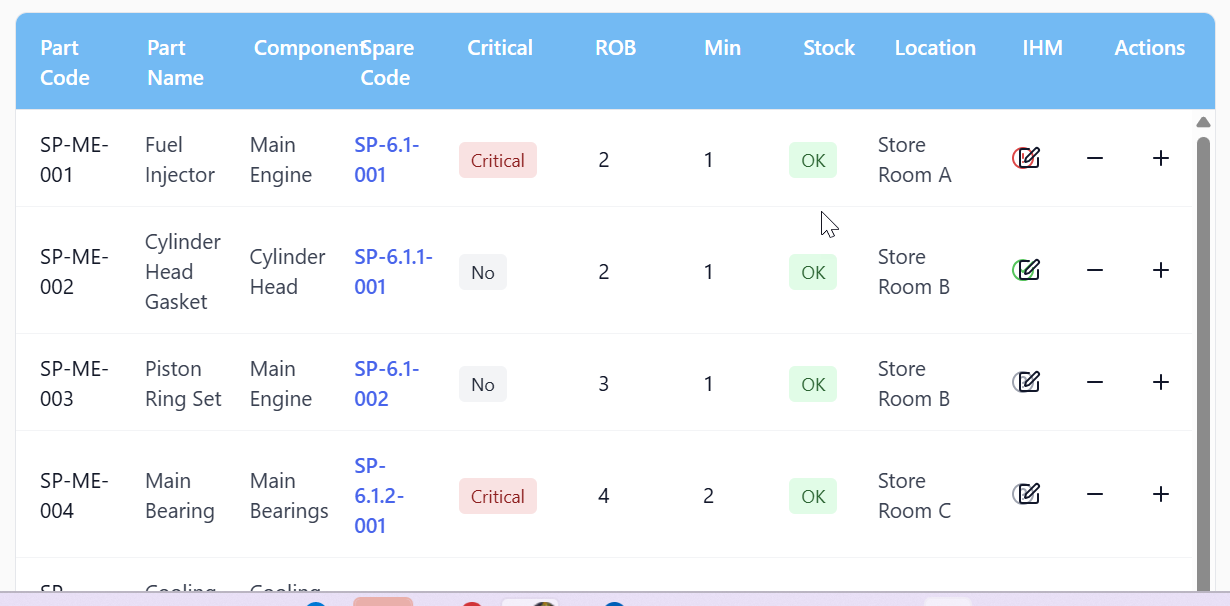 Part Code
Part Name
Component
Spare Code
Critical
ROB
Min
Stock
Location
IHM
Actions
SP-ME-
001
Fuel
Injector
Main
Engine
SP-6.1-
001
Critical
2
1
OK
Store
Room A
SP-ME-
002
Cylinder
Head
Gasket
Cylinder
Head
SP-6.1.1-
001
No
2
1
OK
Store
Room B
SP-ME-
003
Piston
Ring Set
Main
Engine
SP-6.1-
002
No
3
1
OK
Store
Room B
SP-ME-
004
Main
Bearing
Main
Bearings
SP-
6.1.2-
001
Critical
4
2
OK
Store
Room C
Cooling
Cooling